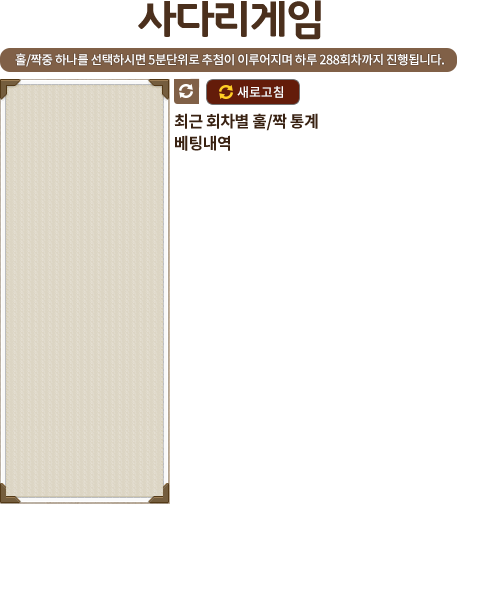 사다리게임
홀/짝중 하나를 선택하시면 5분단위로 추첨이 이루어지며 하루 288회차까지 진행됩니다.
새로고침
최근 회차별 홀/짝 통계
베팅내역